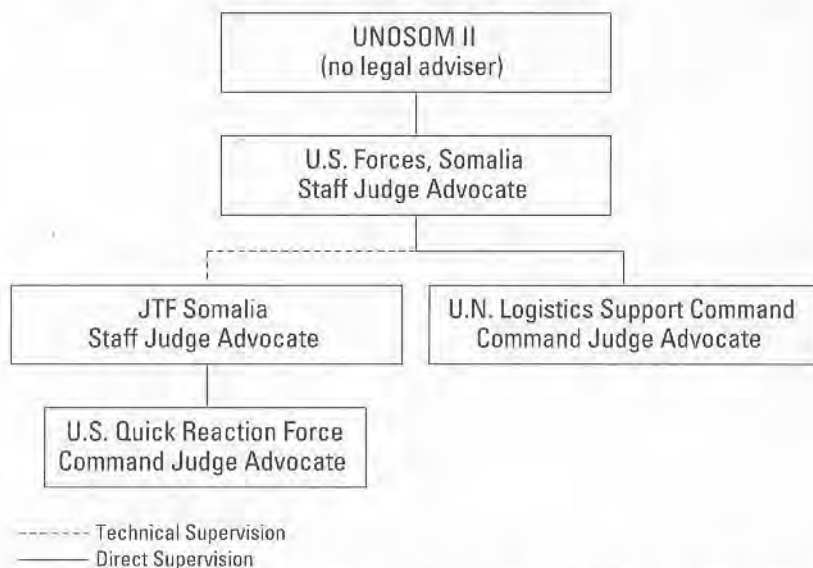 UNOSOM II
(no legal adviser)
U.S. Forces, Somalia
Staff Judge Advocate
JTF Somalia
Staff Judge Advocate
U.N. Logistics Support Command
Command Judge Advocate
U.S. Quick Reaction Force
Command Judge Advocate
Technical Supervision
Direct Supervision